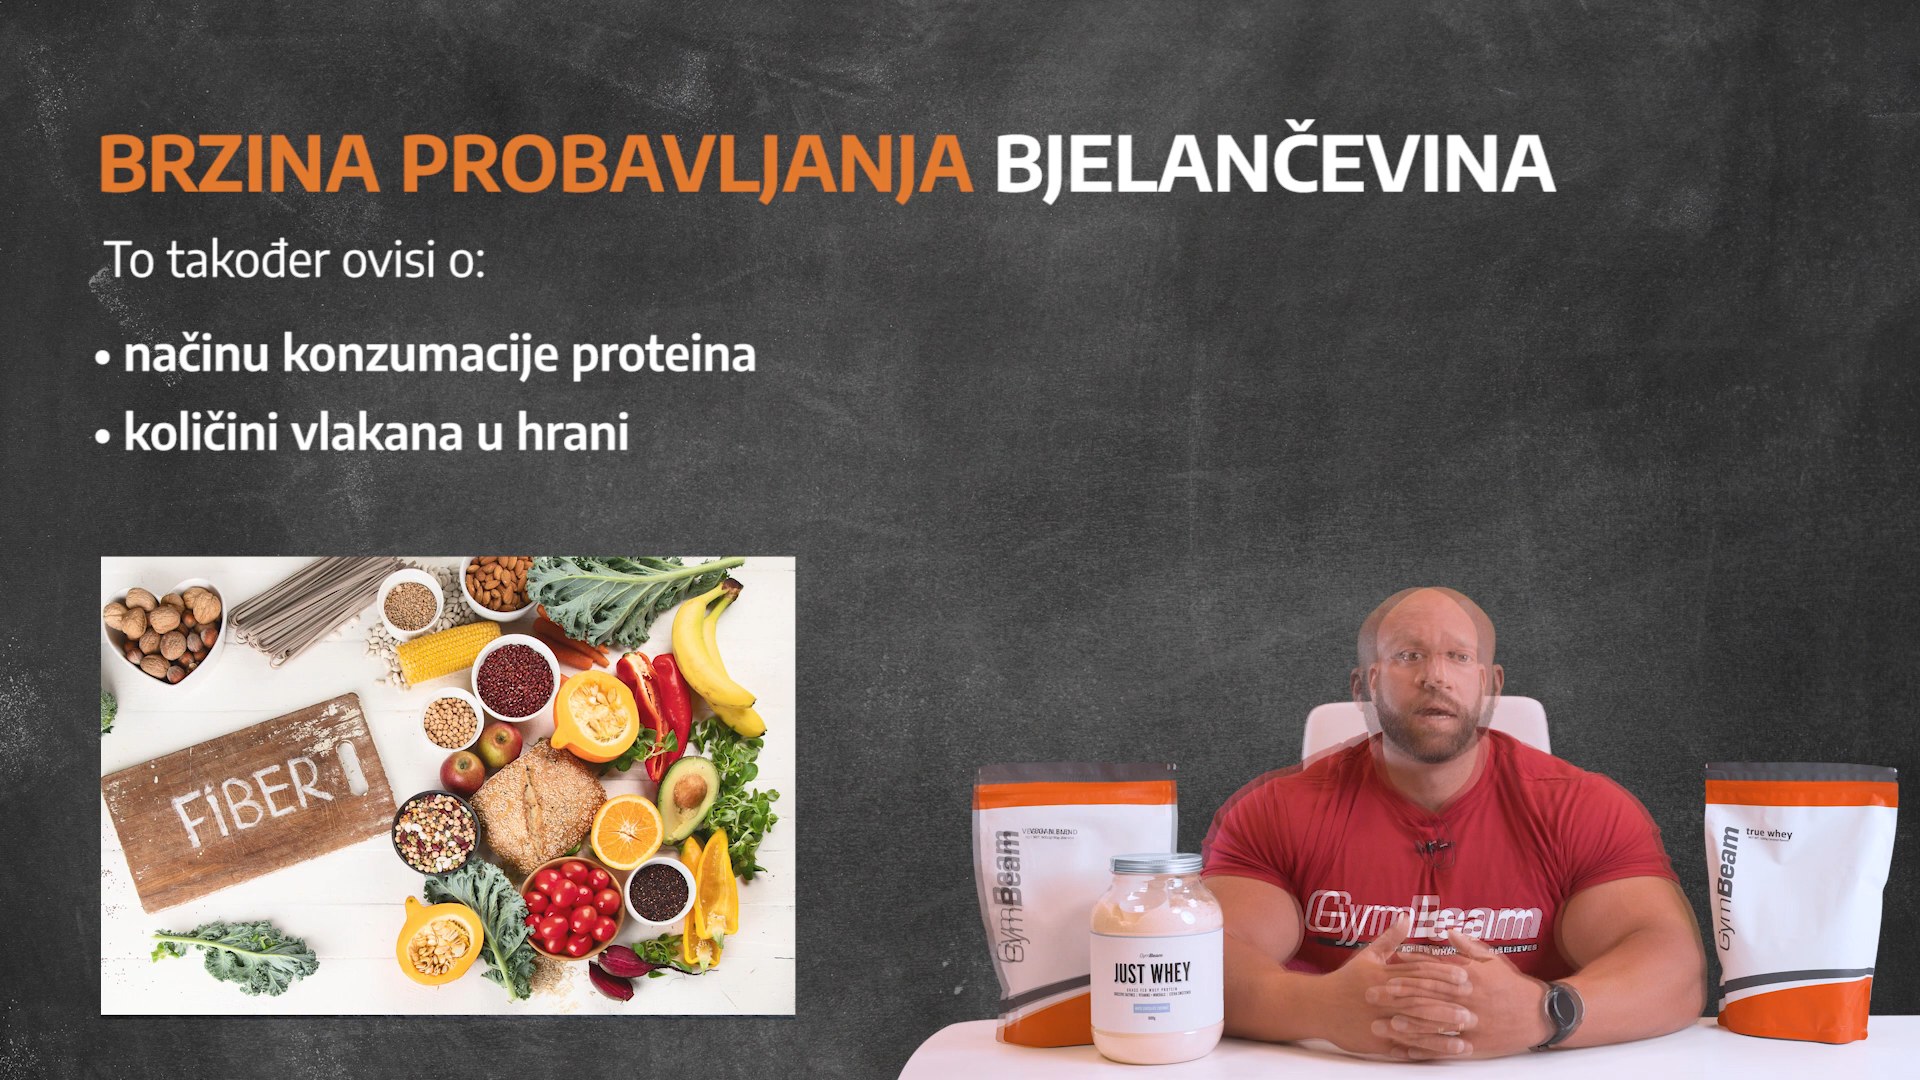 BRZINA PROBAVLJANJA BJELANČEVINA
To također ovisi o:
• načinu konzumacije proteina
• količini vlakana u hrani
FIBER
GymBeam
JUST WHEY
GymBeam
GymBeam
true whey